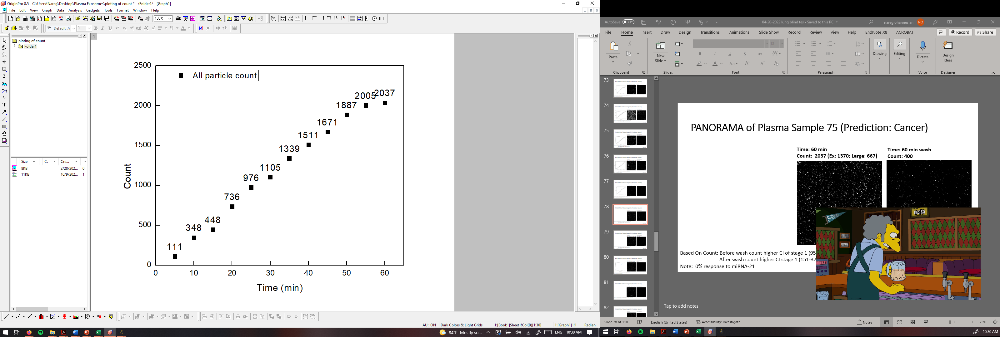 OriginPro 8.5 - C:\Users\Nareg\Desktop\Plasma Exosomes\ploting of count * - /Folder1/ - [Graph1]
File Edit View Graph Data Analysis Gadgets Tools Format Window Help
100%
Default: A 0 B I U
1
ploting of count
Folder1
Size C. Cre...
8KB 2/28/202... 0
11KB 10/9/202... 1
2500
2000
1500
1000
500
0
Count
All particle count
111
348
448
736
976
1105
1339
1511
1671
1887
2005
2037
0 10 20 30 40 50 60
Time (min)
AU : ON Dark Colors & Light Grids 1:[Book1]Sheet1!Col(B)[1:30] 1:[Graph1]1!1 Radian
84°F Mostly su... ENG 10:30 AM
AutoSave Off
04-20-2022 lung blind tes • Saved to this PC
nareg ohannesian NO
File Home Insert Draw Design Transitions Animations Slide Show Record Review View Help EndNote X8 ACROBAT
Record Share
Paste
New
Slide
18
B I U S ab AV
Aa A A
Drawing
Editing
Dictate
Design
Ideas
Clipboard Slides Font Paragraph Voice Designer
73
74
75
76
77
78
79
80
81
82
PANORAMA of Plasma Sample 75 (Prediction: Cancer)
Time: 60 min
Count: 2037 (Ex: 1370; Large: 667)
Time: 60 min wash
Count: 400
Based On Count: Before wash count higher CI of stage 1 (95
After wash count higher CI stage 1 (151-37
Note: 0% response to miRNA-21
SPRI
Duff
ETTES
Tap to add notes
Slide 78 of 110 English (United States) Accessibility: Investigate Notes 75%
10:30 AM